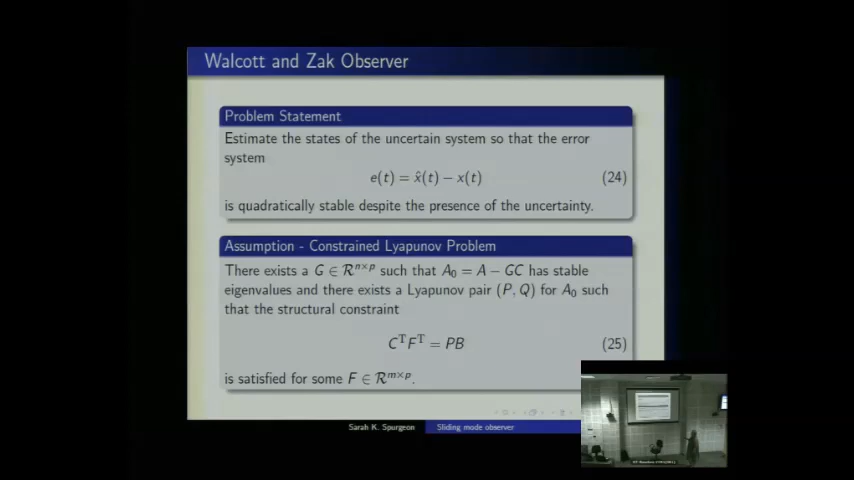 Walcott and Zak Observer
Problem Statement
Estimate the states of the uncertain system so that the error
system
e(t) = x̂(t) − x(t) (24)
is quadratically stable despite the presence of the uncertainty.
Assumption - Constrained Lyapunov Problem
There exists a G ∈ ℛⁿˣᵖ such that A₀ = A − GC has stable
eigenvalues and there exists a Lyapunov pair (P, Q) for A₀ such
that the structural constraint
CᵀFᵀ = PB (25)
is satisfied for some F ∈ ℛᵐˣᵖ.
Sarah K. Spurgeon Sliding mode observer